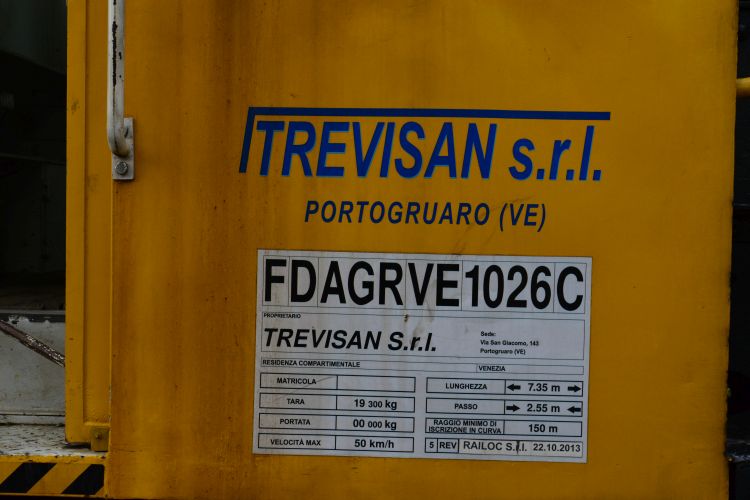 TREVISAN s.r.l.
PORTOGRUARO (VE)
FDAGRVE1026C
PROPRIETARIO
TREVISAN S.r.l.
Sede:
Via San Giacomo, 143
Portogruaro (VE)
RESIDENZA COMPARTIMENTALE VENEZIA
MATRICOLA
LUNGHEZZA 7.35 m
TARA 19 300 kg
PASSO 2.55 m
PORTATA 00 000 kg
RAGGIO MINIMO DI
ISCRIZIONE IN CURVA 150 m
VELOCITÀ MAX 50 km/h
5 REV RAILOC S.r.l. 22.10.2013